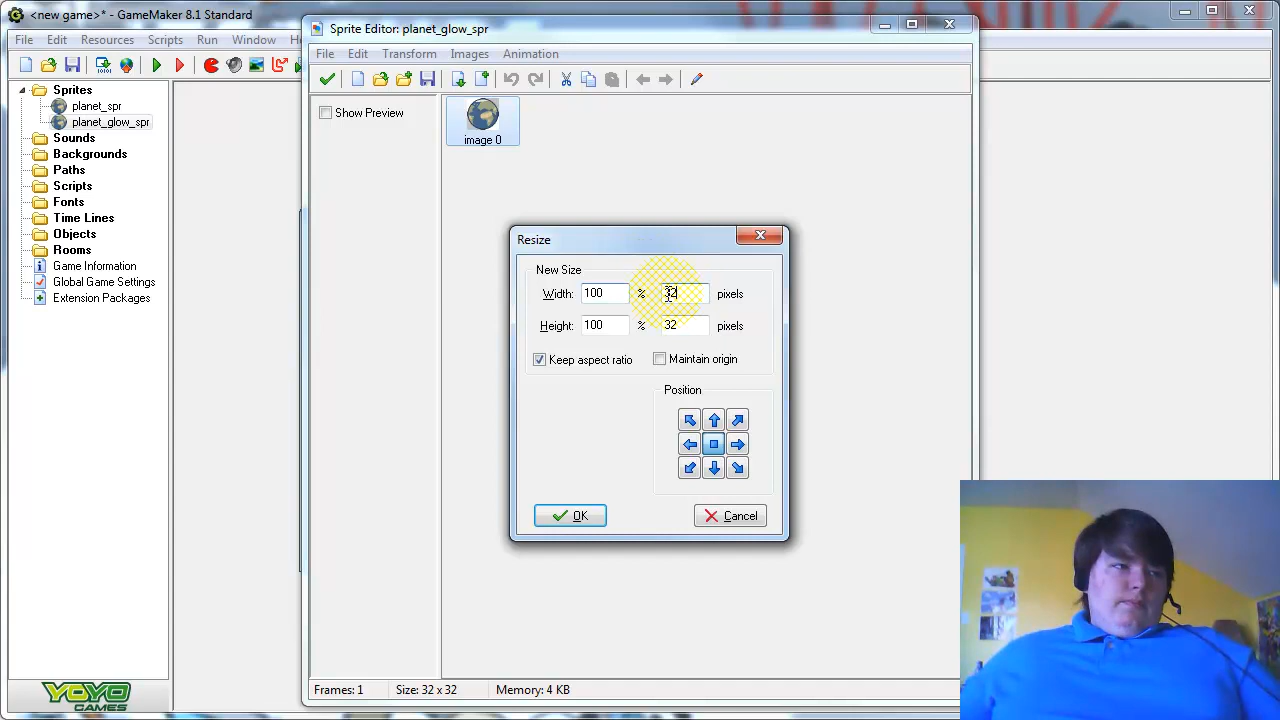 <new game>* - GameMaker 8.1 Standard
File Edit Resources Scripts Run Window
Sprites
planet_spr
planet_glow_spr
Sounds
Backgrounds
Paths
Scripts
Fonts
Time Lines
Objects
Rooms
Game Information
Global Game Settings
Extension Packages
YOYO
GAMES
Sprite Editor: planet_glow_spr
File Edit Transform Images Animation
Show Preview
image 0
Resize
New Size
Width: 100 % 32 pixels
Height: 100 % 32 pixels
Keep aspect ratio Maintain origin
Position
OK Cancel
Frames: 1 Size: 32 x 32 Memory: 4 KB